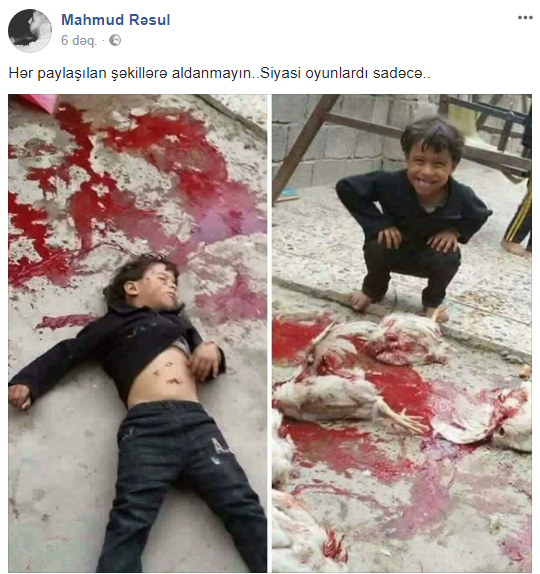 Mahmud Rəsul
6 dəq. ·
Hər paylaşılan şəkillərə aldanmayın..Siyasi oyunlardı sadəcə..